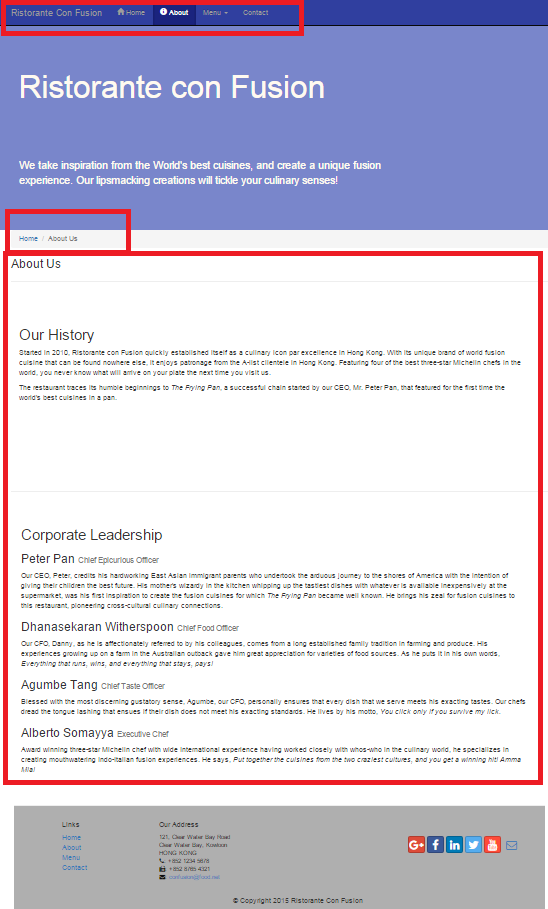 Ristorante Con Fusion Home About Menu Contact
Ristorante con Fusion
We take inspiration from the World's best cuisines, and create a unique fusion
experience. Our lipsmacking creations will tickle your culinary senses!
Home / About Us
About Us
Our History
Started in 2010, Ristorante con Fusion quickly established itself as a culinary icon par excellence in Hong Kong. With its unique brand of world fusion
cuisine that can be found nowhere else, it enjoys patronage from the A-list clientele in Hong Kong. Featuring four of the best three-star Michelin chefs in the
world, you never know what will arrive on your plate the next time you visit us.
The restaurant traces its humble beginnings to The Frying Pan, a successful chain started by our CEO, Mr. Peter Pan, that featured for the first time the
world's best cuisines in a pan.
Corporate Leadership
Peter Pan Chief Epicurious Officer
Our CEO, Peter, credits his hardworking East Asian immigrant parents who undertook the arduous journey to the shores of America with the intention of
giving their children the best future. His mother's wizardy in the kitchen whipping up the tastiest dishes with whatever is available inexpensively at the
supermarket, was his first inspiration to create the fusion cuisines for which The Frying Pan became well known. He brings his zeal for fusion cuisines to
this restaurant, pioneering cross-cultural culinary connections.
Dhanasekaran Witherspoon Chief Food Officer
Our CFO, Danny, as he is affectionately referred to by his colleagues, comes from a long established family tradition in farming and produce. His
experiences growing up on a farm in the Australian outback gave him great appreciation for varieties of food sources. As he puts it in his own words,
Everything that runs, wins, and everything that stays, pays!
Agumbe Tang Chief Taste Officer
Blessed with the most discerning gustatory sense, Agumbe, our CFO, personally ensures that every dish that we serve meets his exacting tastes. Our chefs
dread the tongue lashing that ensues if their dish does not meet his exacting standards. He lives by his motto, You click only if you survive my lick.
Alberto Somayya Executive Chef
Award winning three-star Michelin chef with wide International experience having worked closely with whos-who in the culinary world, he specializes in
creating mouthwatering Indo-Italian fusion experiences. He says, Put together the cuisines from the two craziest cultures, and you get a winning hit! Amma
Mia!
Links
Home
About
Menu
Contact
Our Address
121, Clear Water Bay Road
Clear Water Bay, Kowloon
HONG KONG
+852 1234 5678
+852 8765 4321
confusion@food.net
G+ f in You
© Copyright 2015 Ristorante Con Fusion